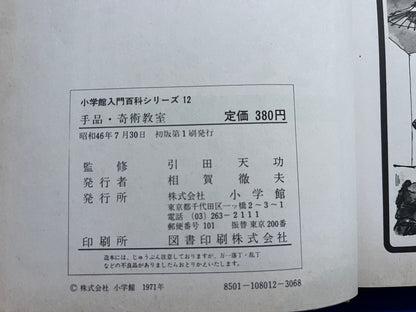 小学館入門百科シリーズ 12
手品・奇術教室 定価 380円
昭和46年7月30日 初版第1刷発行
監修 引田天功
発行者 相賀徹夫
発行所 株式会社 小学館
東京都千代田区一ツ橋2-3-1
電話 (03) 263-2111
郵便番号 101 振替 東京 200
印刷所 図書印刷株式会社
造本には、じゅうぶん注意しておりますが、万一落丁・乱丁
などの不良品がありましたらおとりかえいたします。
© 株式会社 小学館 1971年 8501-108012-3068